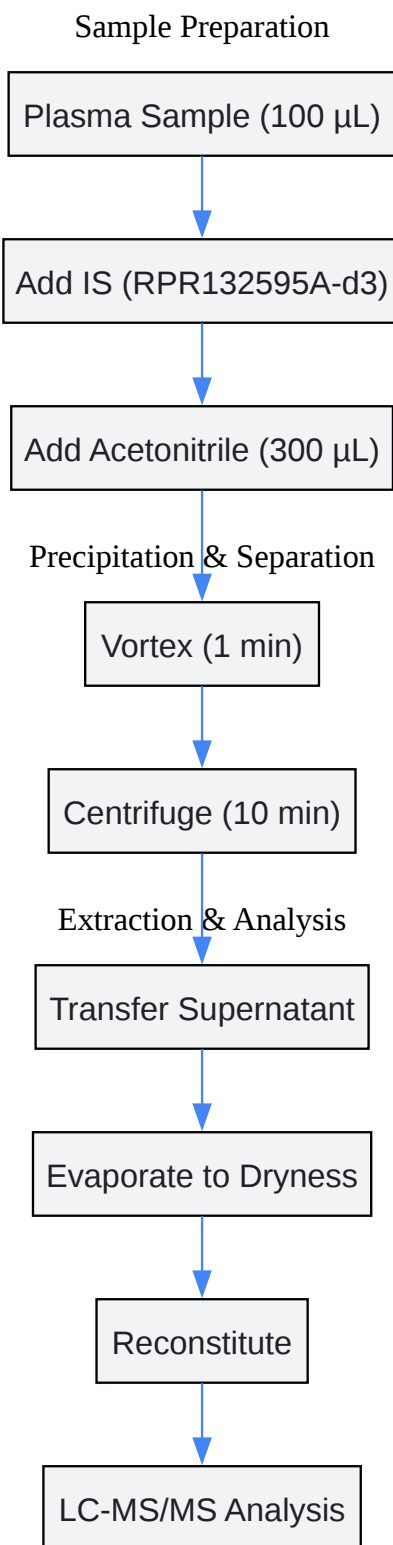 Sample Preparation
Plasma Sample (100 µL)
Add IS (RPR132595A-d3)
Add Acetonitrile (300 µL)
Precipitation & Separation
Vortex (1 min)
Centrifuge (10 min)
Extraction & Analysis
Transfer Supernatant
Evaporate to Dryness
Reconstitute
LC-MS/MS Analysis